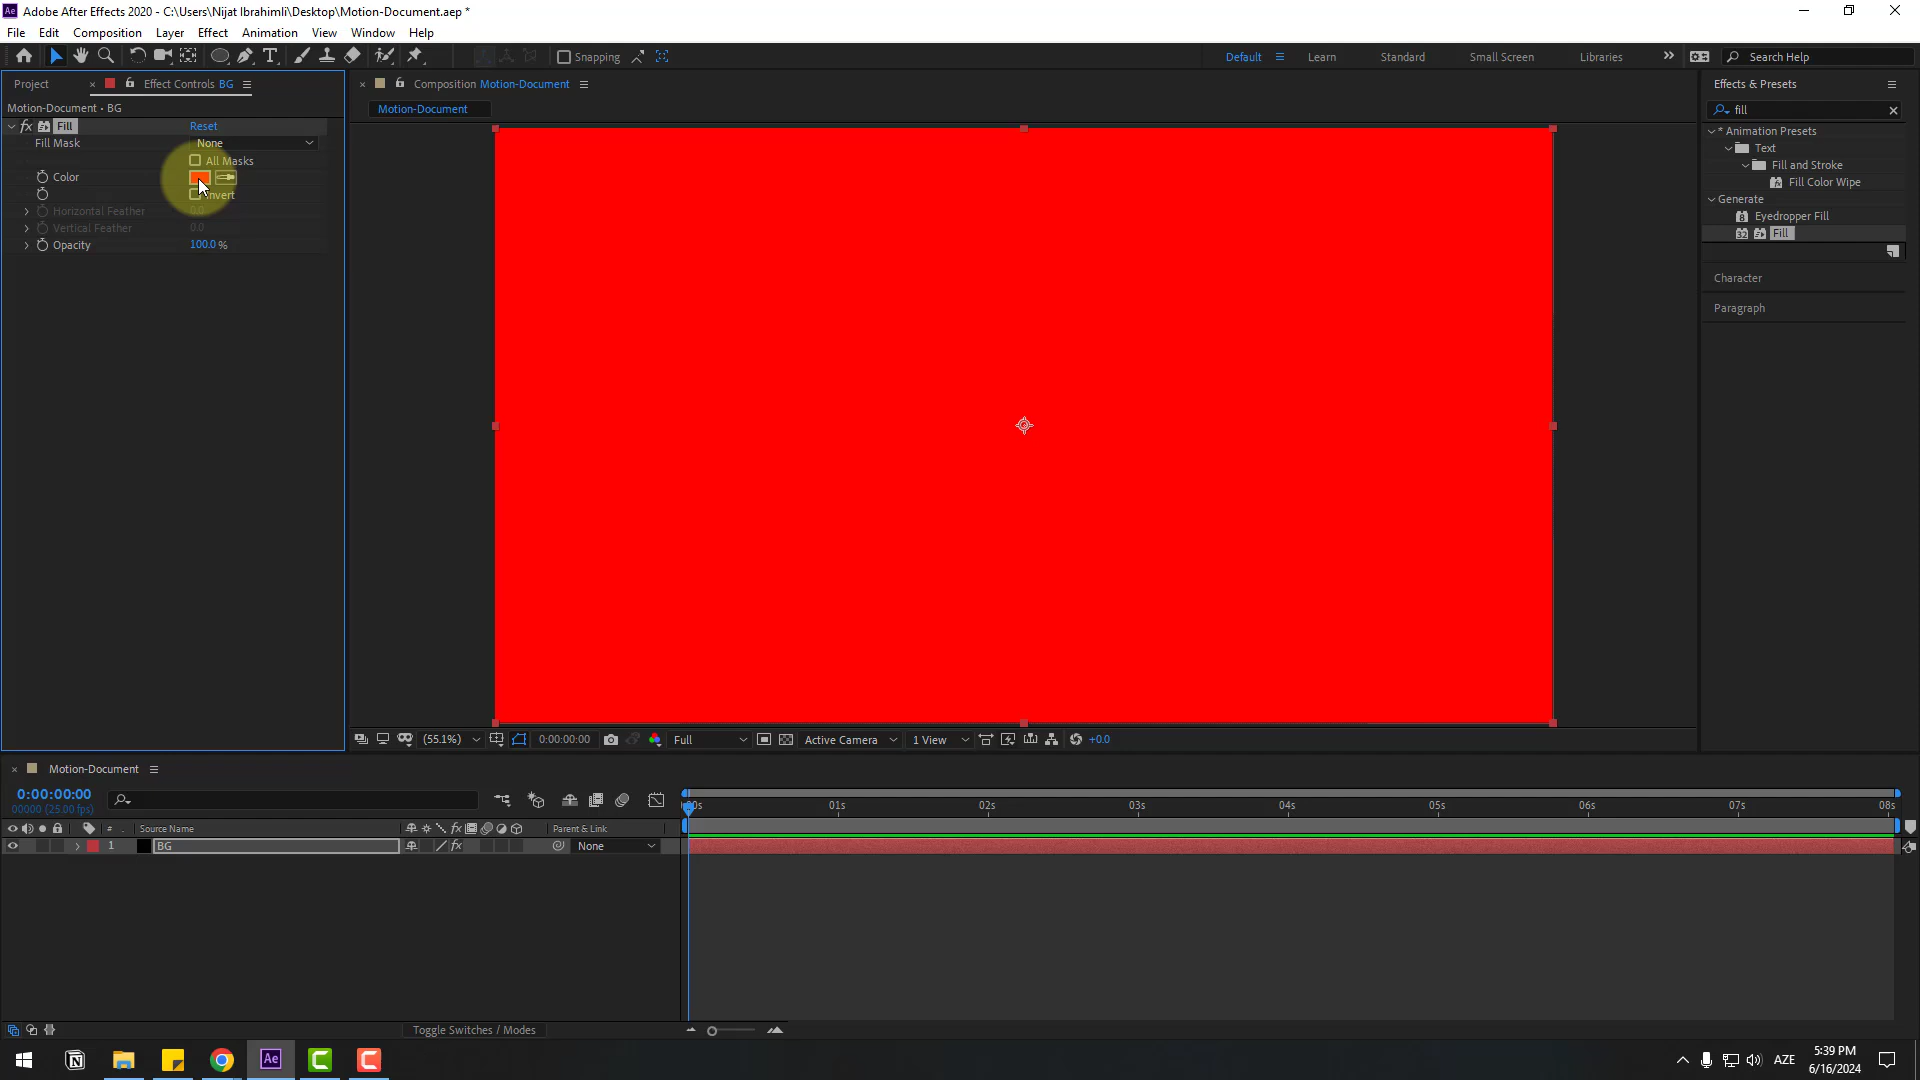 Adobe After Effects 2020 - C:\Users\Nijat Ibrahimli\Desktop\Motion-Document.aep *
File Edit Composition Layer Effect Animation View Window Help
Snapping
Default Learn Standard Small Screen Libraries Search Help
Project Effect Controls BG
Composition Motion-Document
Effects & Presets
Motion-Document • BG
Motion-Document
fill
fx Fill Reset
Fill Mask None
All Masks
Color
Invert
Horizontal Feather 0.0
Vertical Feather 0.0
Opacity 100.0 %
* Animation Presets
Text
Fill and Stroke
Fill Color Wipe
Generate
Eyedropper Fill
Fill
Character
Paragraph
(55.1%) 0:00:00:00 Full Active Camera 1 View +0.0
Motion-Document
0:00:00:00
00000 (25.00 fps)
00s 01s 02s 03s 04s 05s 06s 07s 08s
# Source Name fx Parent & Link
1 BG fx None
Toggle Switches / Modes
Ae
AZE
5:39 PM
6/16/2024